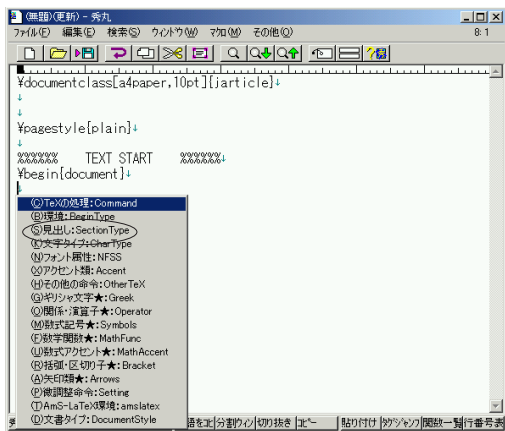 (無題)(更新) - 秀丸
ファイル(F) 編集(E) 検索(S) ウィンドウ(W) マクロ(M) その他(O) 8: 1
¥documentclass[a4paper,10pt]{jarticle}↓
↓
↓
¥pagestyle{plain}↓
↓
%%%%%% TEXT START %%%%%%↓
¥begin{document}↓
(C)TeXの処理:Command
(B)環境:BeginType
(S)見出し:SectionType
(K)文字タイプ:CharType
(N)フォント属性:NFSS
(X)アクセント類:Accent
(H)その他の命令:OtherTeX
(G)ギリシャ文字★:Greek
(O)関係・演算子★:Operator
(M)数式記号★:Symbols
(F)数学関数★:MathFunc
(U)数式アクセント★:MathAccent
(R)括弧・区切り子★:Bracket
(A)矢印類★:Arrows
(P)微調整命令:Setting
(T)AmS-LaTeX環境:amslatex
(D)文書タイプ:DocumentStyle
分割ウィン 切り抜き コピー 貼り付け タグジャンプ 関数一覧 行番号表